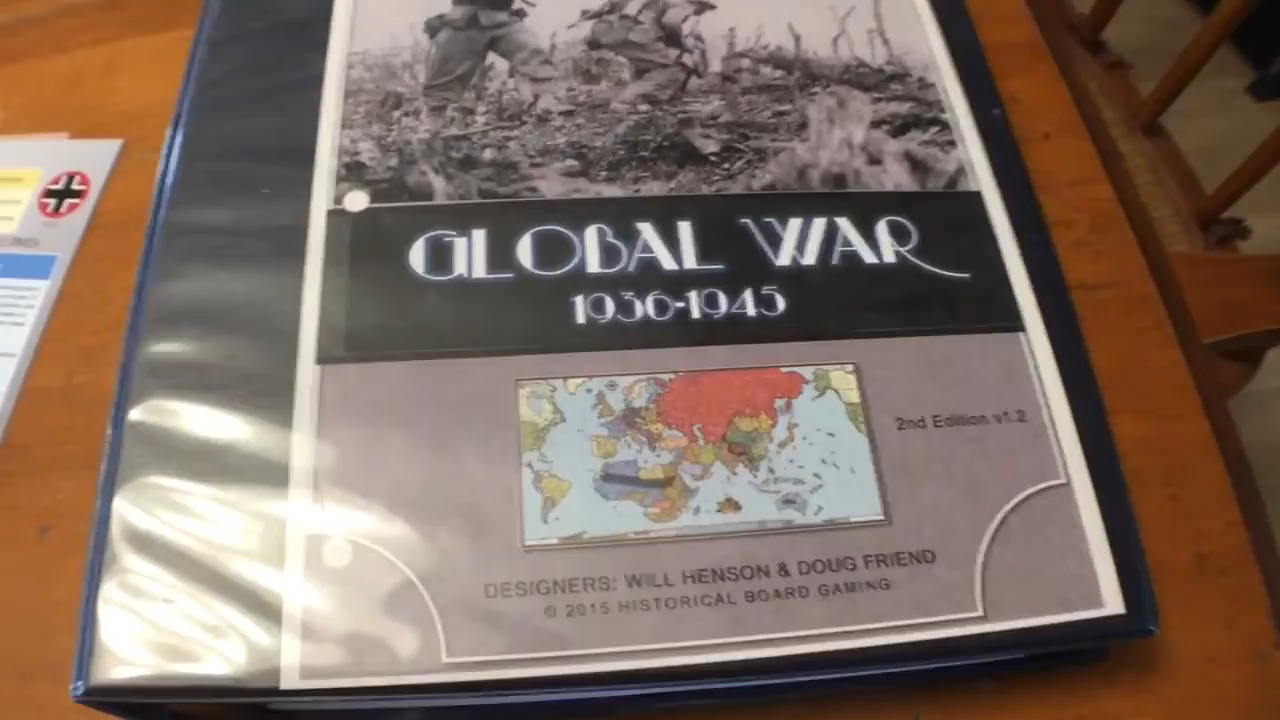 GLOBAL WAR
1936-1945
2nd Edition v1.2
DESIGNERS: WILL HENSON & DOUG FRIEND
© 2015 HISTORICAL BOARD GAMING